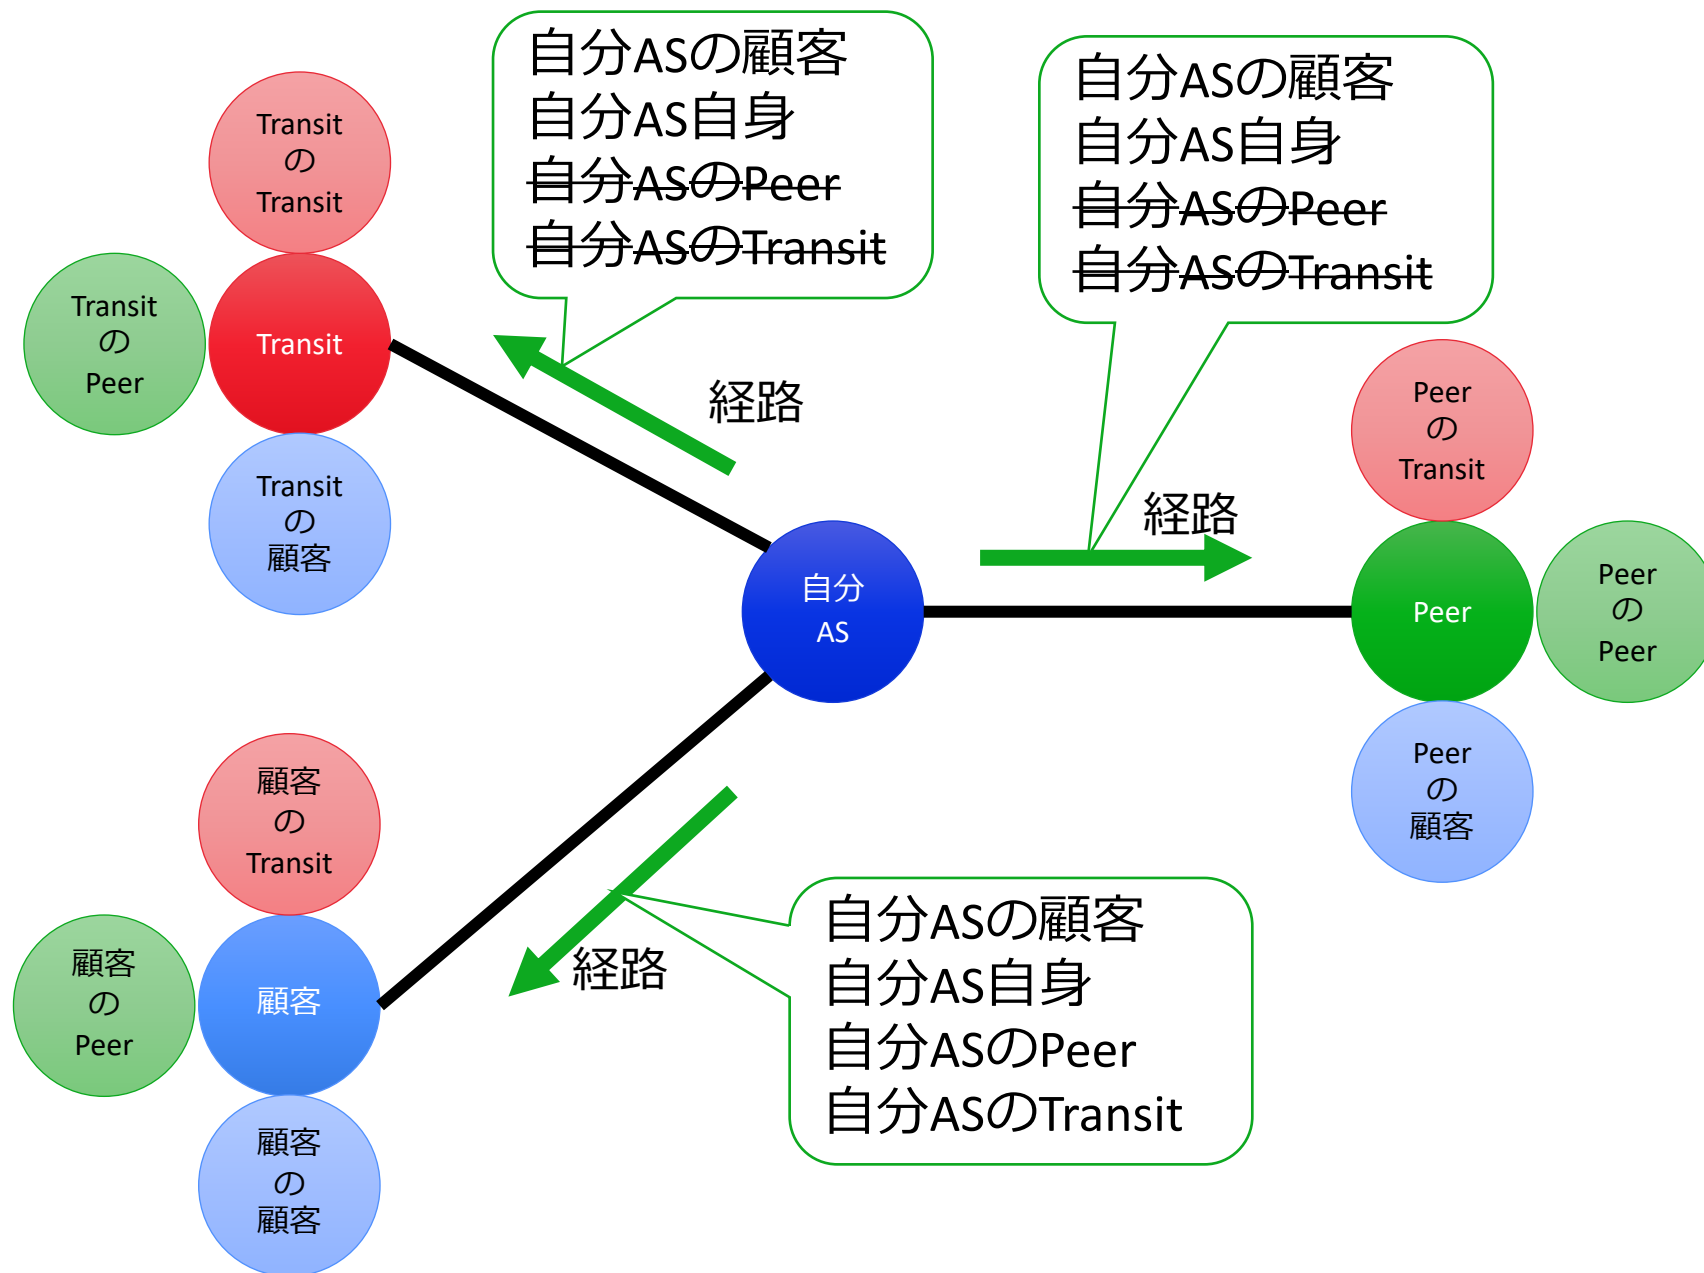 自分ASの顧客
自分AS自身
自分ASのPeer
自分ASのTransit
自分ASの顧客
自分AS自身
自分ASのPeer
自分ASのTransit
Transit
の
Transit
Transit
の
Peer
Transit
Transit
の
顧客
経路
経路
Peer
の
Transit
自分
AS
Peer
Peer
の
Peer
Peer
の
顧客
顧客
の
Transit
顧客
の
Peer
顧客
顧客
の
顧客
経路
自分ASの顧客
自分AS自身
自分ASのPeer
自分ASのTransit